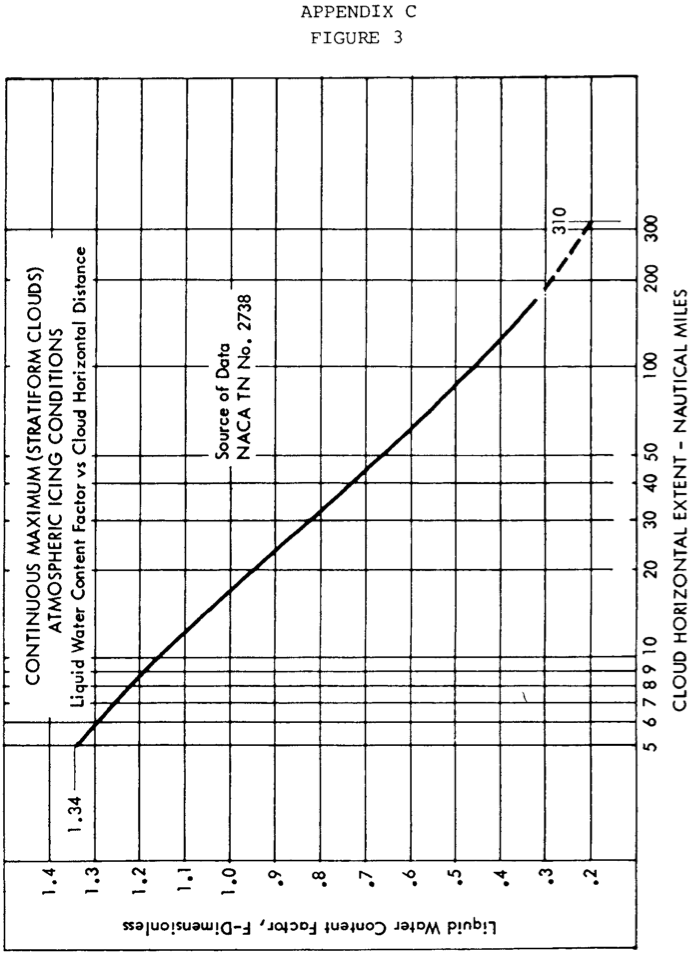 APPENDIX C
FIGURE 3
CONTINUOUS MAXIMUM (STRATIFORM CLOUDS)
ATMOSPHERIC ICING CONDITIONS
Liquid Water Content Factor vs Cloud Horizontal Distance
Source of Data
NACA TN No. 2738
1.34
310
Liquid Water Content Factor, F-Dimensionless
1.4
1.3
1.2
1.1
1.0
.9
.8
.7
.6
.5
.4
.3
.2
5 6 7 8 9 10 20 30 40 50 100 200 300
CLOUD HORIZONTAL EXTENT - NAUTICAL MILES